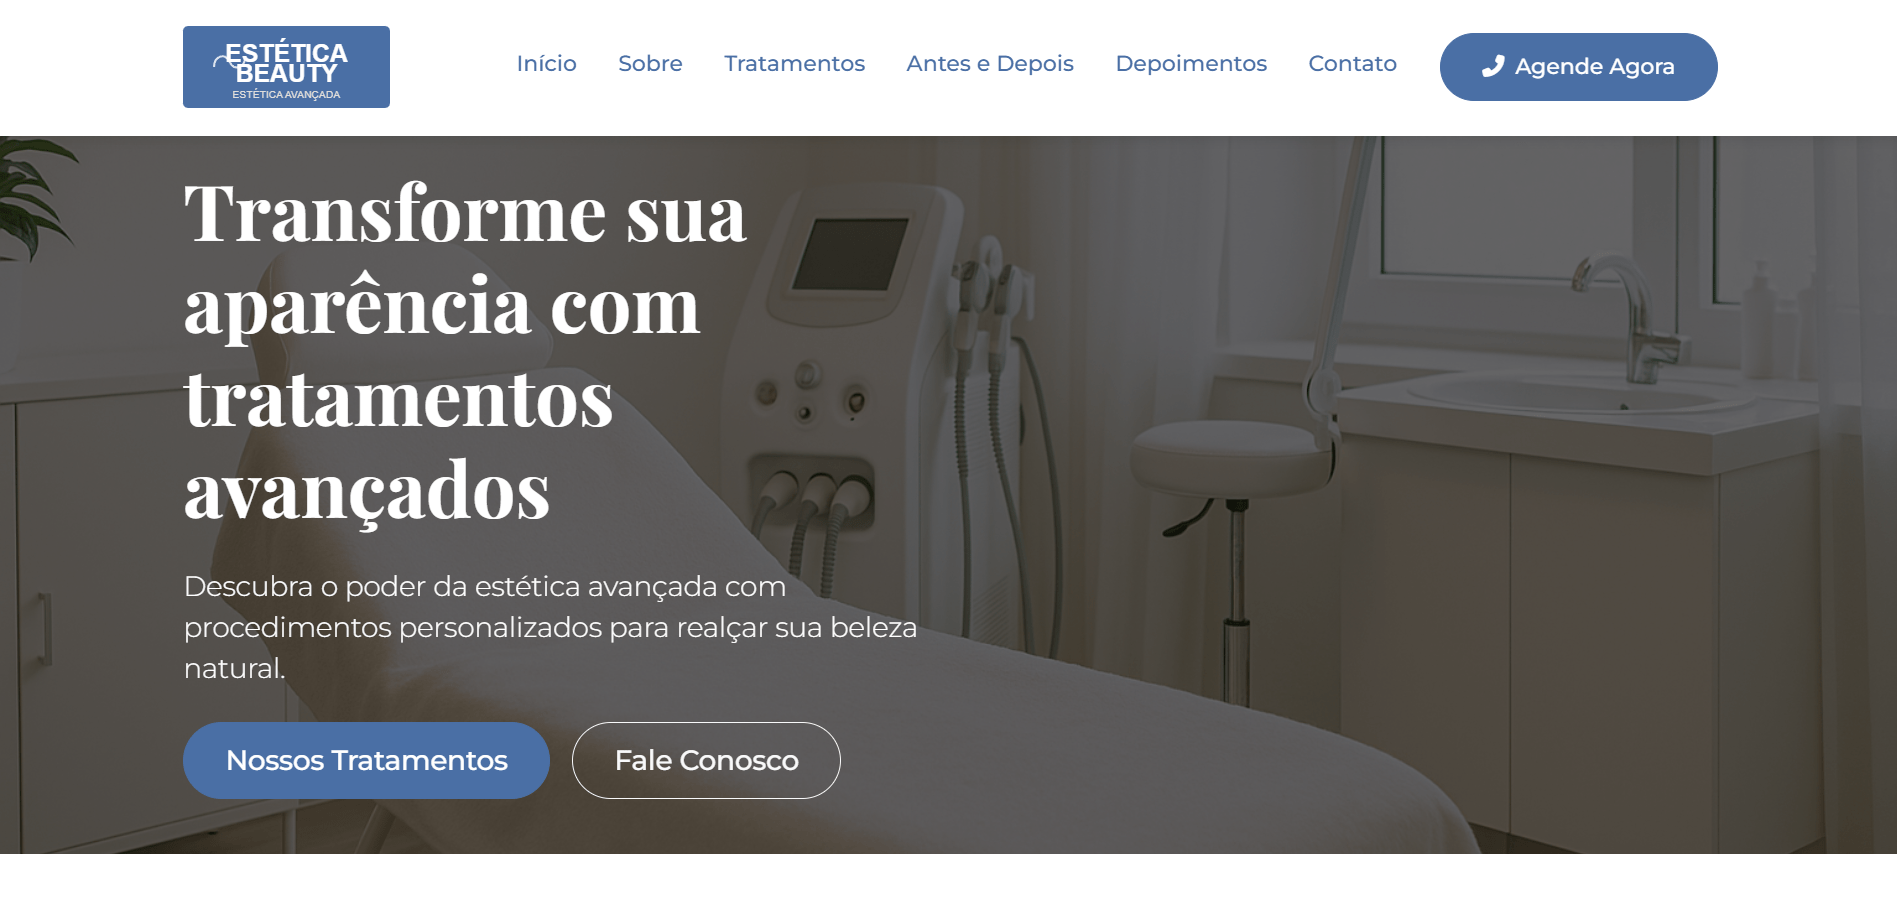 ESTÉTICA
BEAUTY
ESTÉTICA AVANÇADA
Início Sobre Tratamentos Antes e Depois Depoimentos Contato Agende Agora
Transforme sua
aparência com
tratamentos
avançados
Descubra o poder da estética avançada com
procedimentos personalizados para realçar sua beleza
natural.
Nossos Tratamentos Fale Conosco